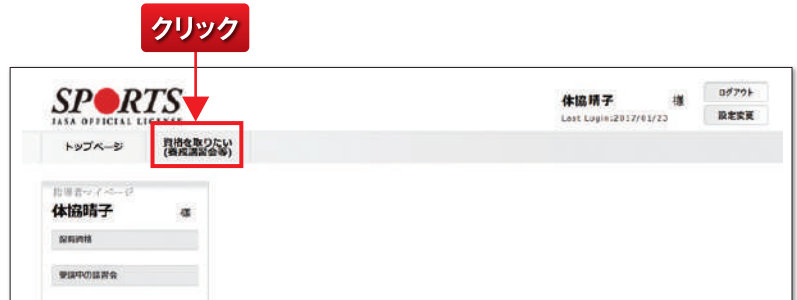 クリック
SPORTS
JASA OFFICIAL LICENSE
体協晴子 様
Last Login:2017/01/23
ログアウト
設定変更
トップページ
資格を取りたい
(養成講習会等)
指導者マイページ
体協晴子 様
保有資格
受講中の講習会